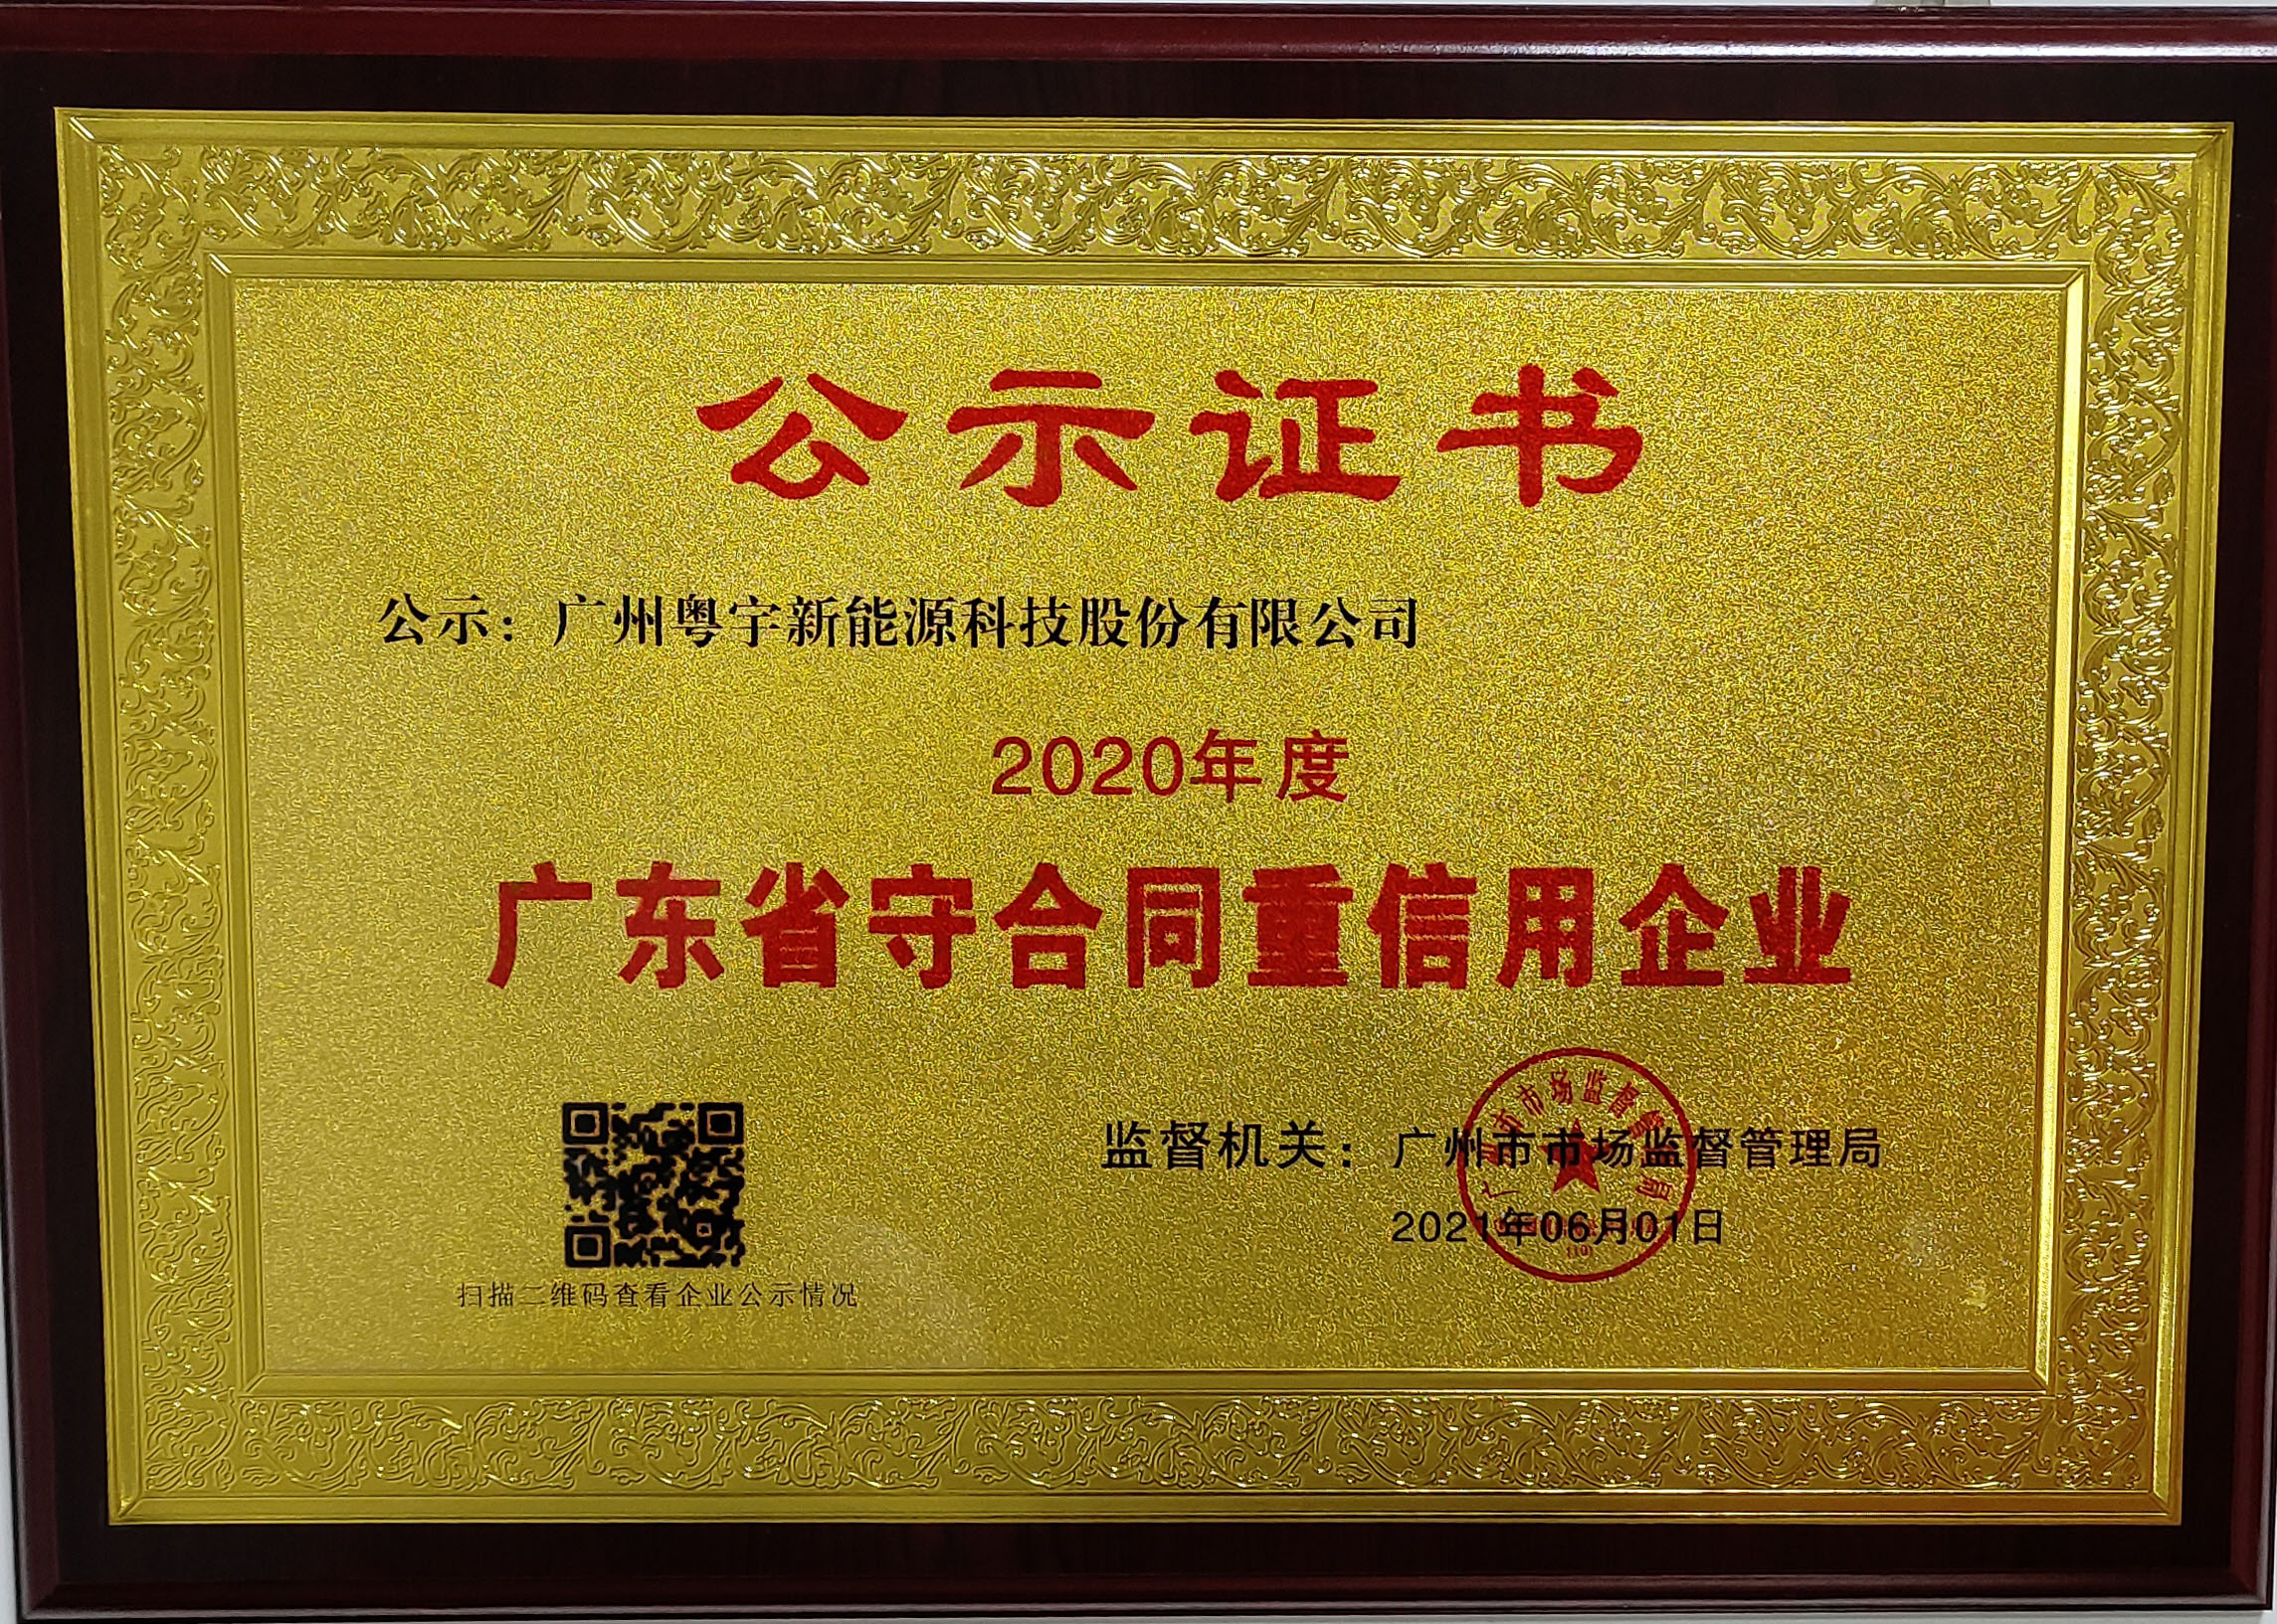 公示证书
公示：广州粤宇新能源科技股份有限公司
2020年度
广东省守合同重信用企业
监督机关：广州市市场监督管理局
2021年06月01日
扫描二维码查看企业公示情况